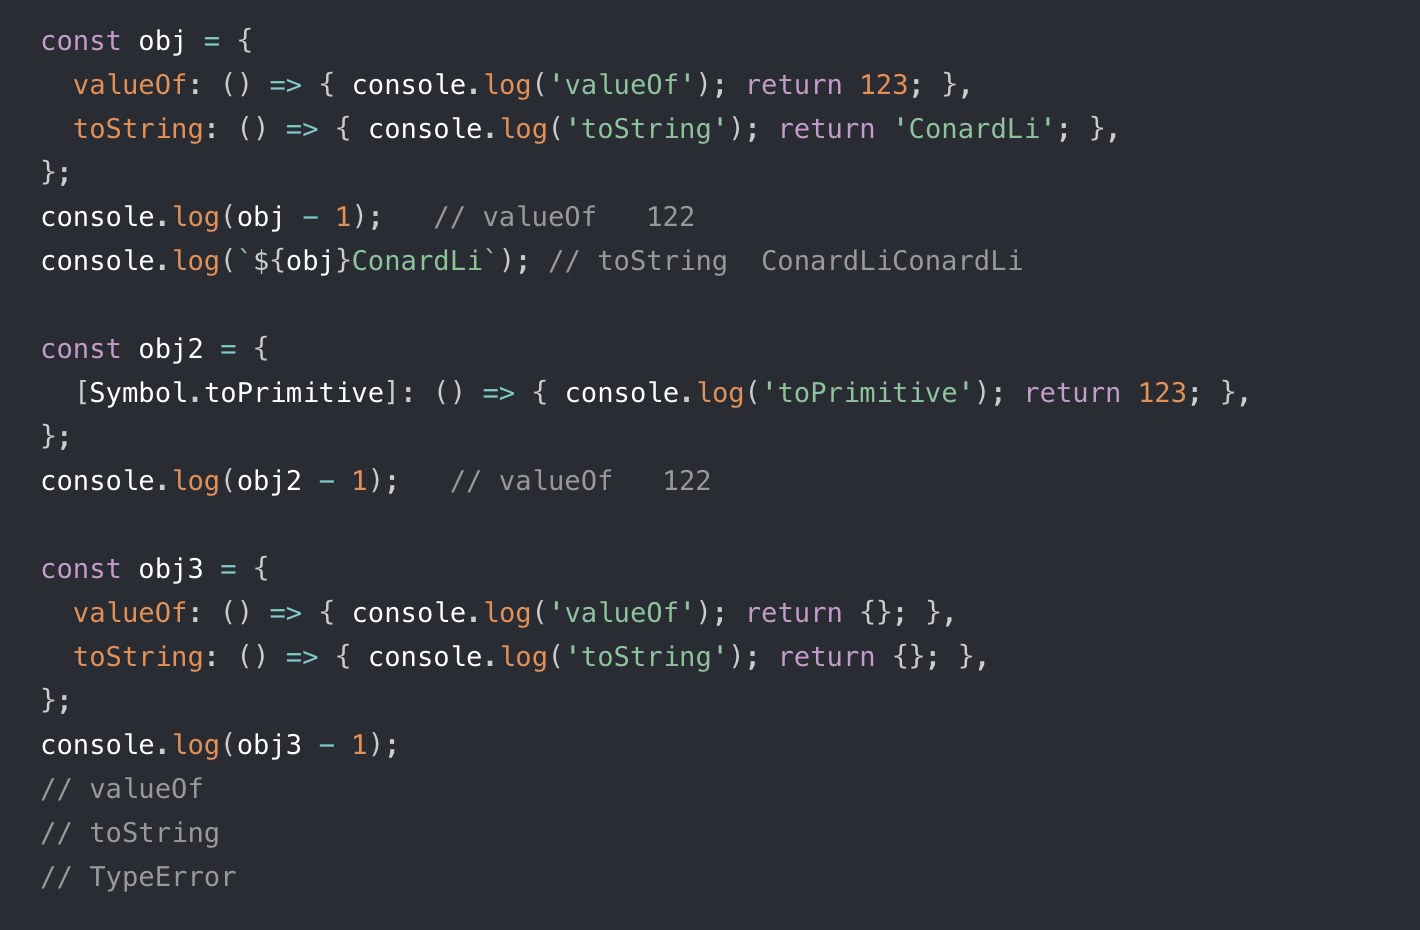 const obj = {
  valueOf: () => { console.log('valueOf'); return 123; },
  toString: () => { console.log('toString'); return 'ConardLi'; },
};
console.log(obj - 1);   // valueOf   122
console.log(`${obj}ConardLi`); // toString  ConardLiConardLi

const obj2 = {
  [Symbol.toPrimitive]: () => { console.log('toPrimitive'); return 123; },
};
console.log(obj2 - 1);   // valueOf   122

const obj3 = {
  valueOf: () => { console.log('valueOf'); return {}; },
  toString: () => { console.log('toString'); return {}; },
};
console.log(obj3 - 1);
// valueOf
// toString
// TypeError